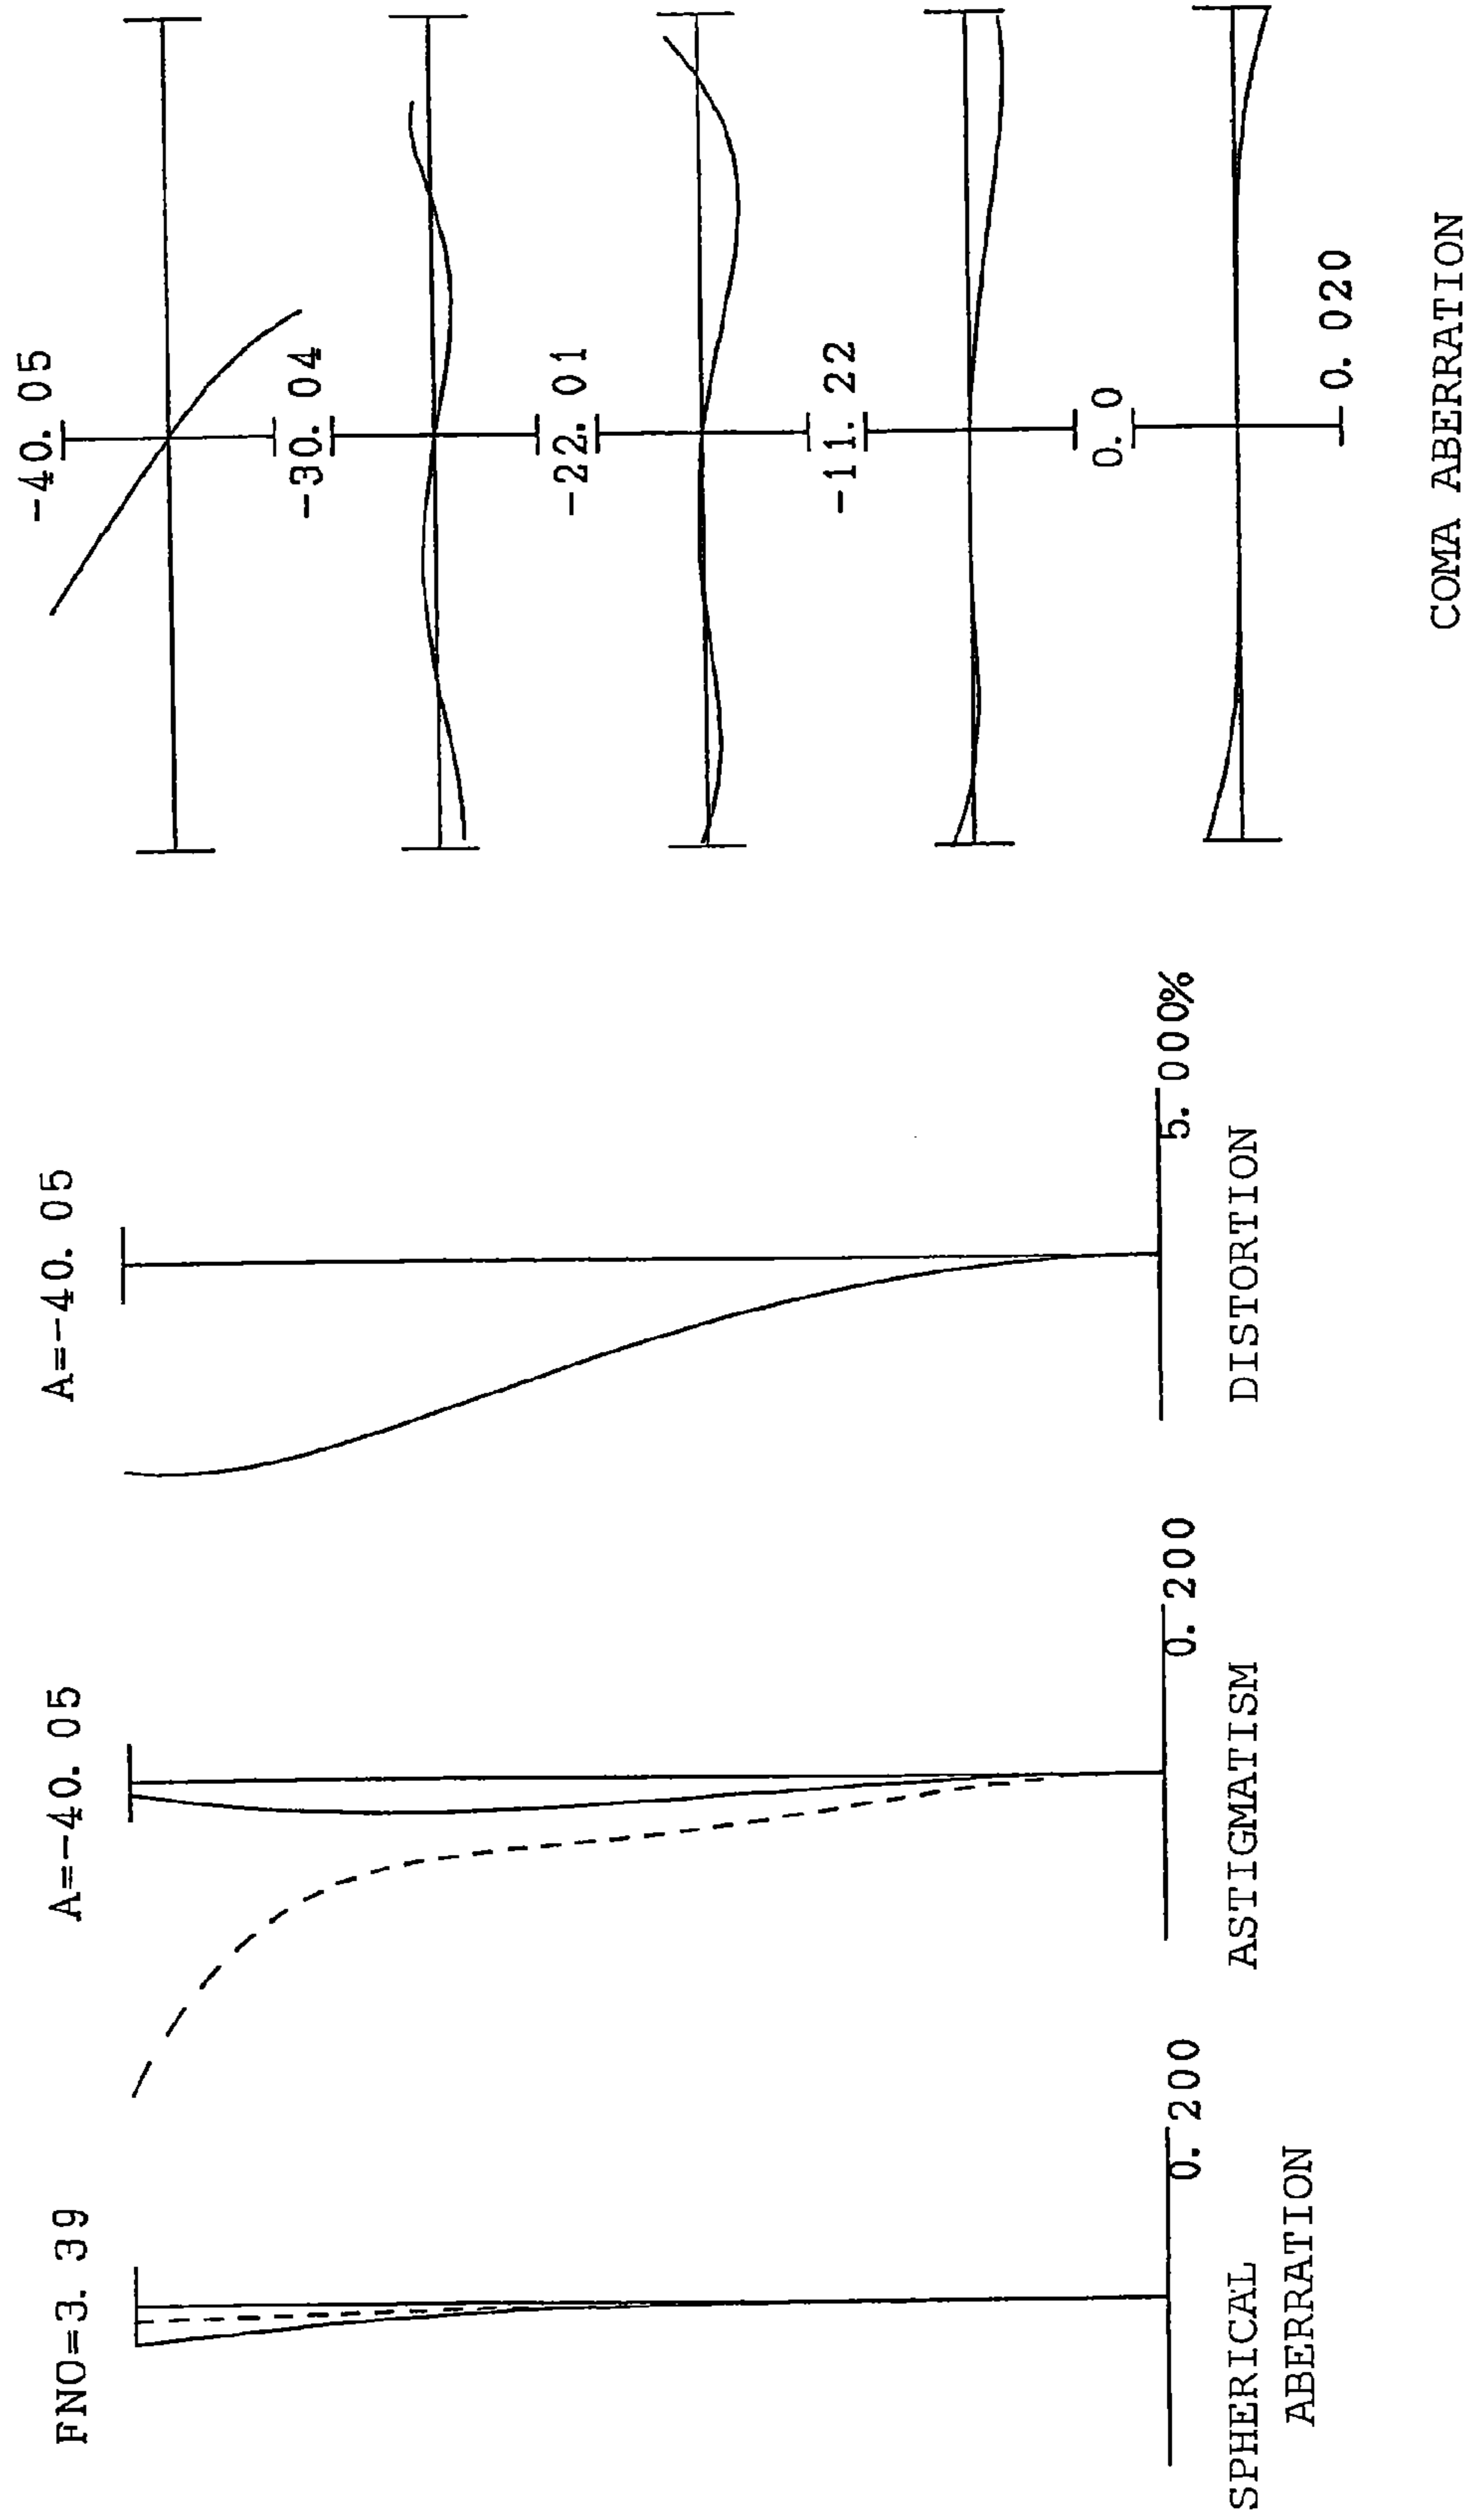 FNO=3. 39
0. 200
SPHERICAL
ABERRATION
A=-40. 05
0. 200
ASTIGMATISM
A=-40. 05
5. 000%
DISTORTION
-40. 05
-30. 04
-22. 01
-11. 22
0. 0
0. 020
COMA ABERRATION